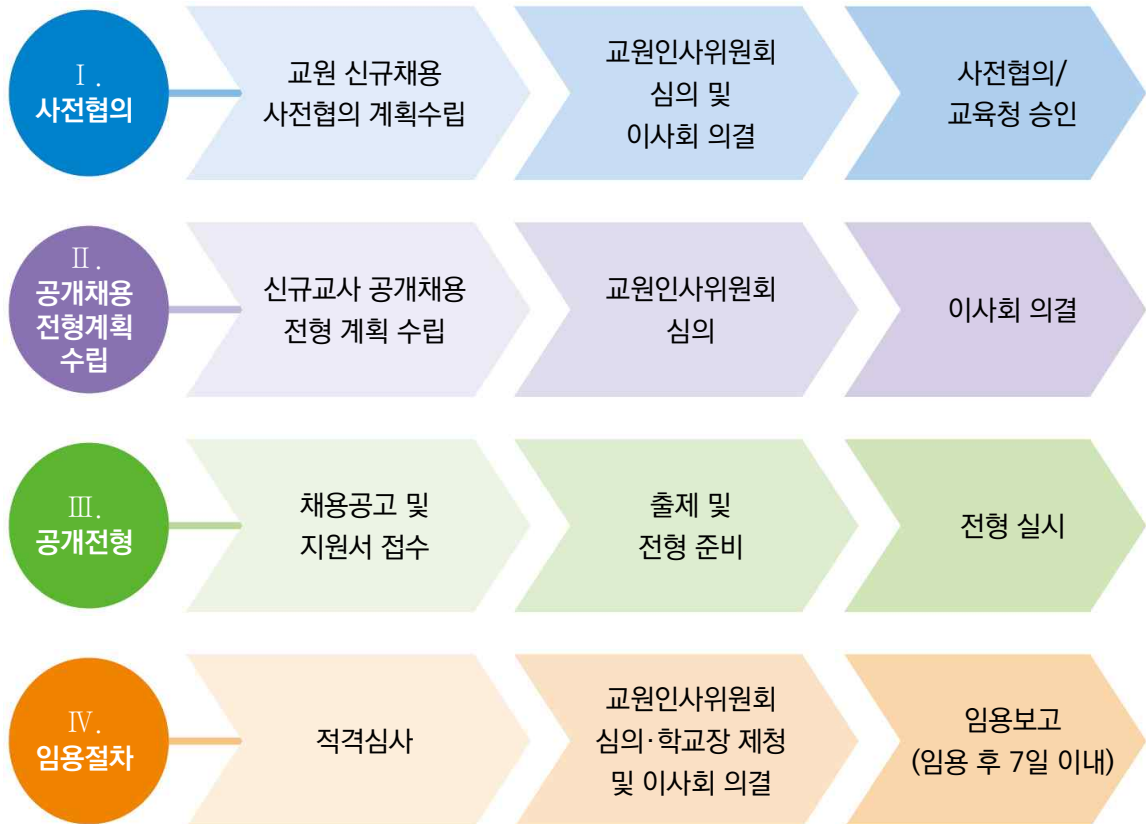 Ⅰ.
사전협의
교원 신규채용
사전협의 계획수립
교원인사위원회
심의 및
이사회 의결
사전협의/
교육청 승인
Ⅱ.
공개채용
전형계획
수립
신규교사 공개채용
전형 계획 수립
교원인사위원회
심의
이사회 의결
Ⅲ.
공개전형
채용공고 및
지원서 접수
출제 및
전형 준비
전형 실시
Ⅳ.
임용절차
적격심사
교원인사위원회
심의·학교장 제청
및 이사회 의결
임용보고
(임용 후 7일 이내)